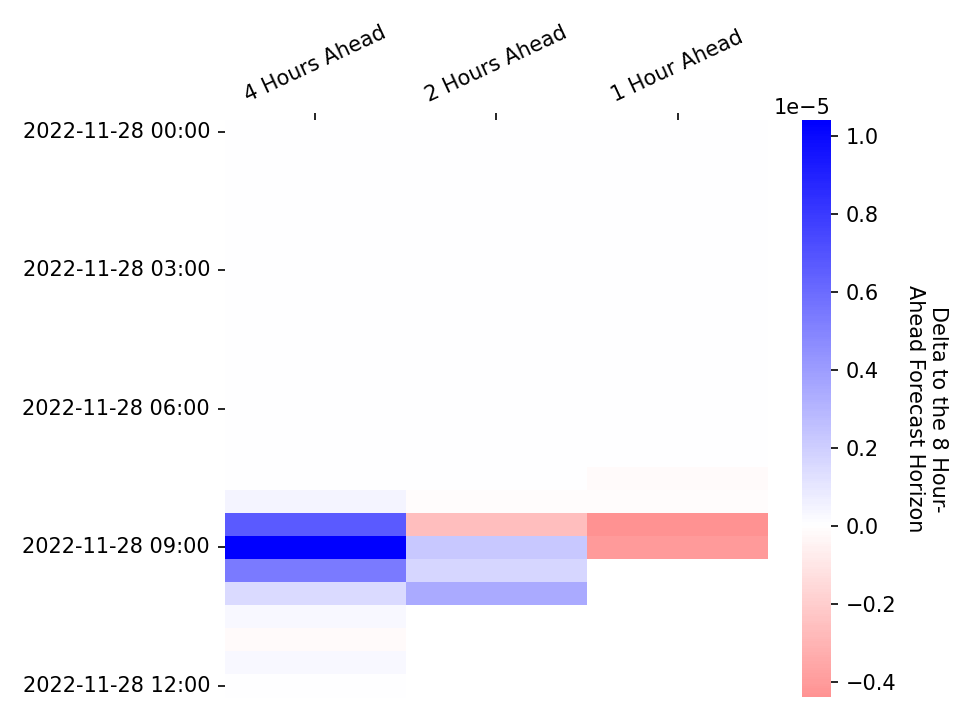 4 Hours Ahead
2 Hours Ahead
1 Hour Ahead
2022-11-28 00:00
2022-11-28 03:00
2022-11-28 06:00
2022-11-28 09:00
2022-11-28 12:00
1e−5
1.0
0.8
0.6
0.4
0.2
0.0
−0.2
−0.4
Delta to the 8 Hour-
Ahead Forecast Horizon